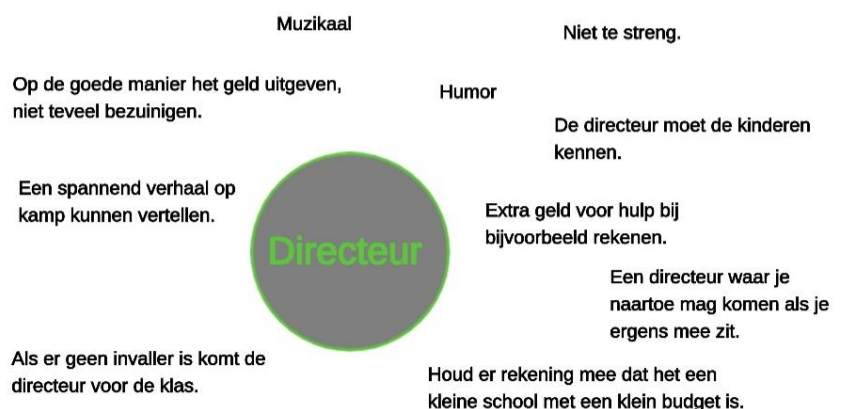 Muzikaal
Niet te streng.
Op de goede manier het geld uitgeven,
niet teveel bezuinigen.
Humor
De directeur moet de kinderen
kennen.
Een spannend verhaal op
kamp kunnen vertellen.
Extra geld voor hulp bij
bijvoorbeeld rekenen.
Directeur
Een directeur waar je
naartoe mag komen als je
ergens mee zit.
Als er geen invaller is komt de
directeur voor de klas.
Houd er rekening mee dat het een
kleine school met een klein budget is.